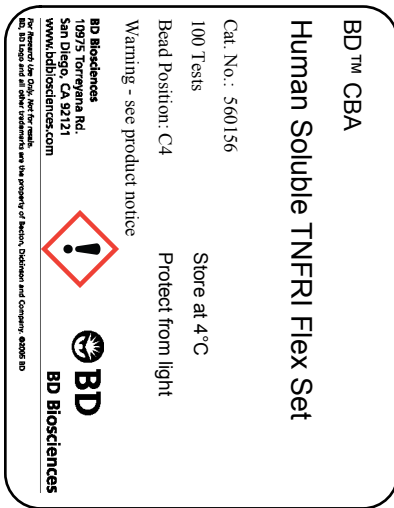 BD™ CBA
Human Soluble TNFRI Flex Set
Cat. No.: 560156
100 Tests
Store at 4°C
Bead Position: C4
Protect from light
Warning - see product notice
BD Biosciences
10975 Torreyana Rd.
San Diego, CA 92121
www.bdbiosciences.com
BD
BD Biosciences
For Research Use Only. Not for resale.
BD, BD Logo and all other trademarks are the property of Becton, Dickinson and Company. ©2005 BD